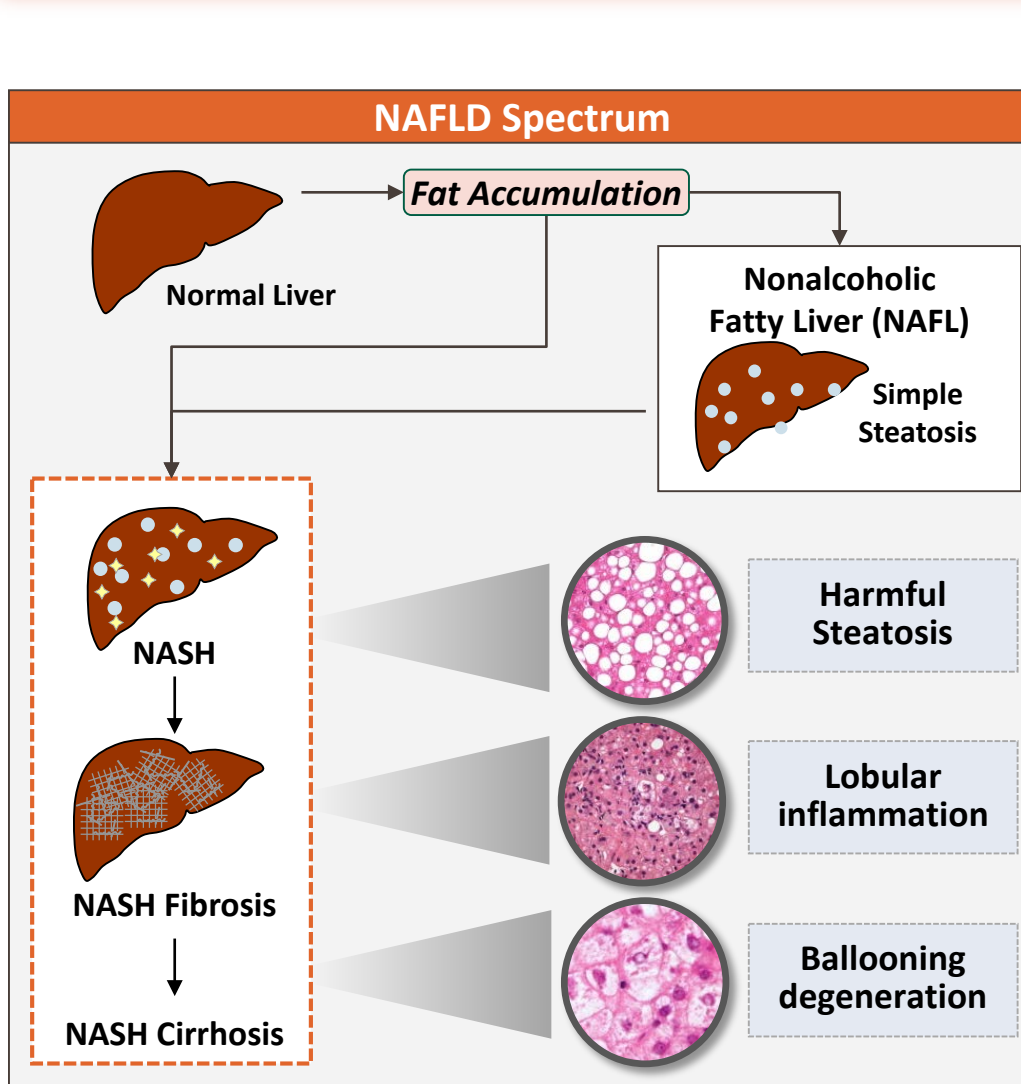 NAFLD Spectrum
Fat Accumulation
Normal Liver
Nonalcoholic
Fatty Liver (NAFL)
Simple
Steatosis
NASH
NASH Fibrosis
NASH Cirrhosis
Harmful
Steatosis
Lobular
inflammation
Ballooning
degeneration